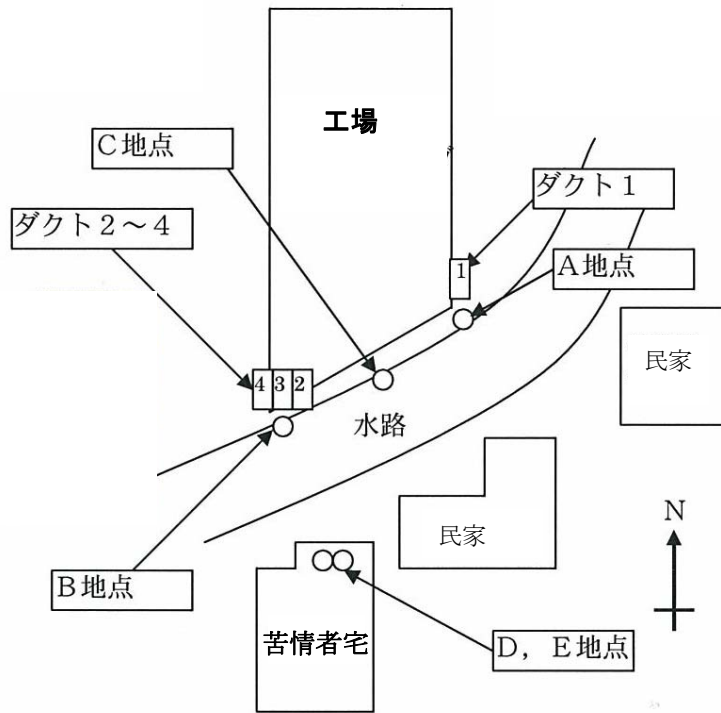 工場
C地点
ダクト1
ダクト2～4
1
A地点
民家
4 3 2
水路
N
民家
B地点
苦情者宅
D，E地点